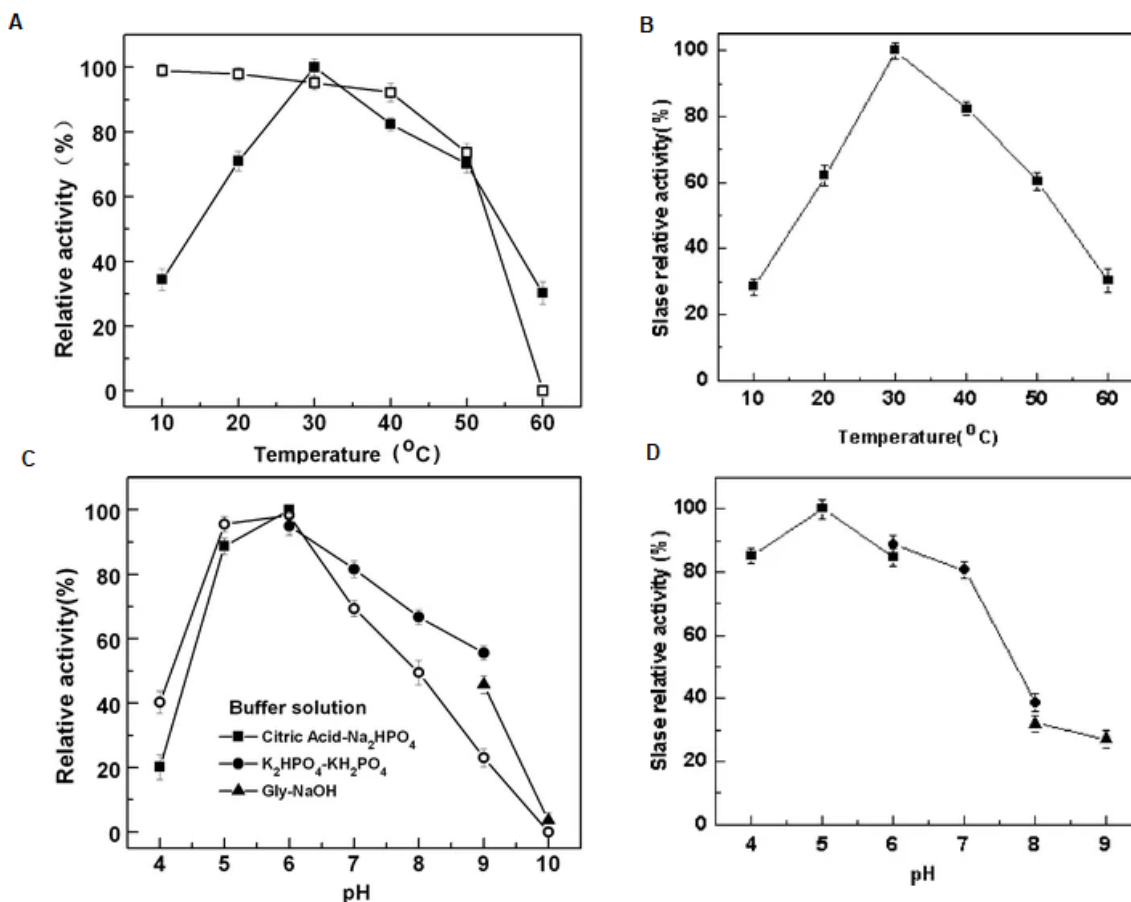 A
Relative activity (%)
100
80
60
40
20
0
10 20 30 40 50 60
Temperature (°C)
B
Slase relative activity(%)
100
80
60
40
20
0
10 20 30 40 50 60
Temperature(°C)
C
Relative activity(%)
100
80
60
40
20
0
Buffer solution
Citric Acid-Na₂HPO₄
K₂HPO₄-KH₂PO₄
Gly-NaOH
4 5 6 7 8 9 10
pH
D
Slase relative activity (%)
100
80
60
40
20
0
4 5 6 7 8 9
pH